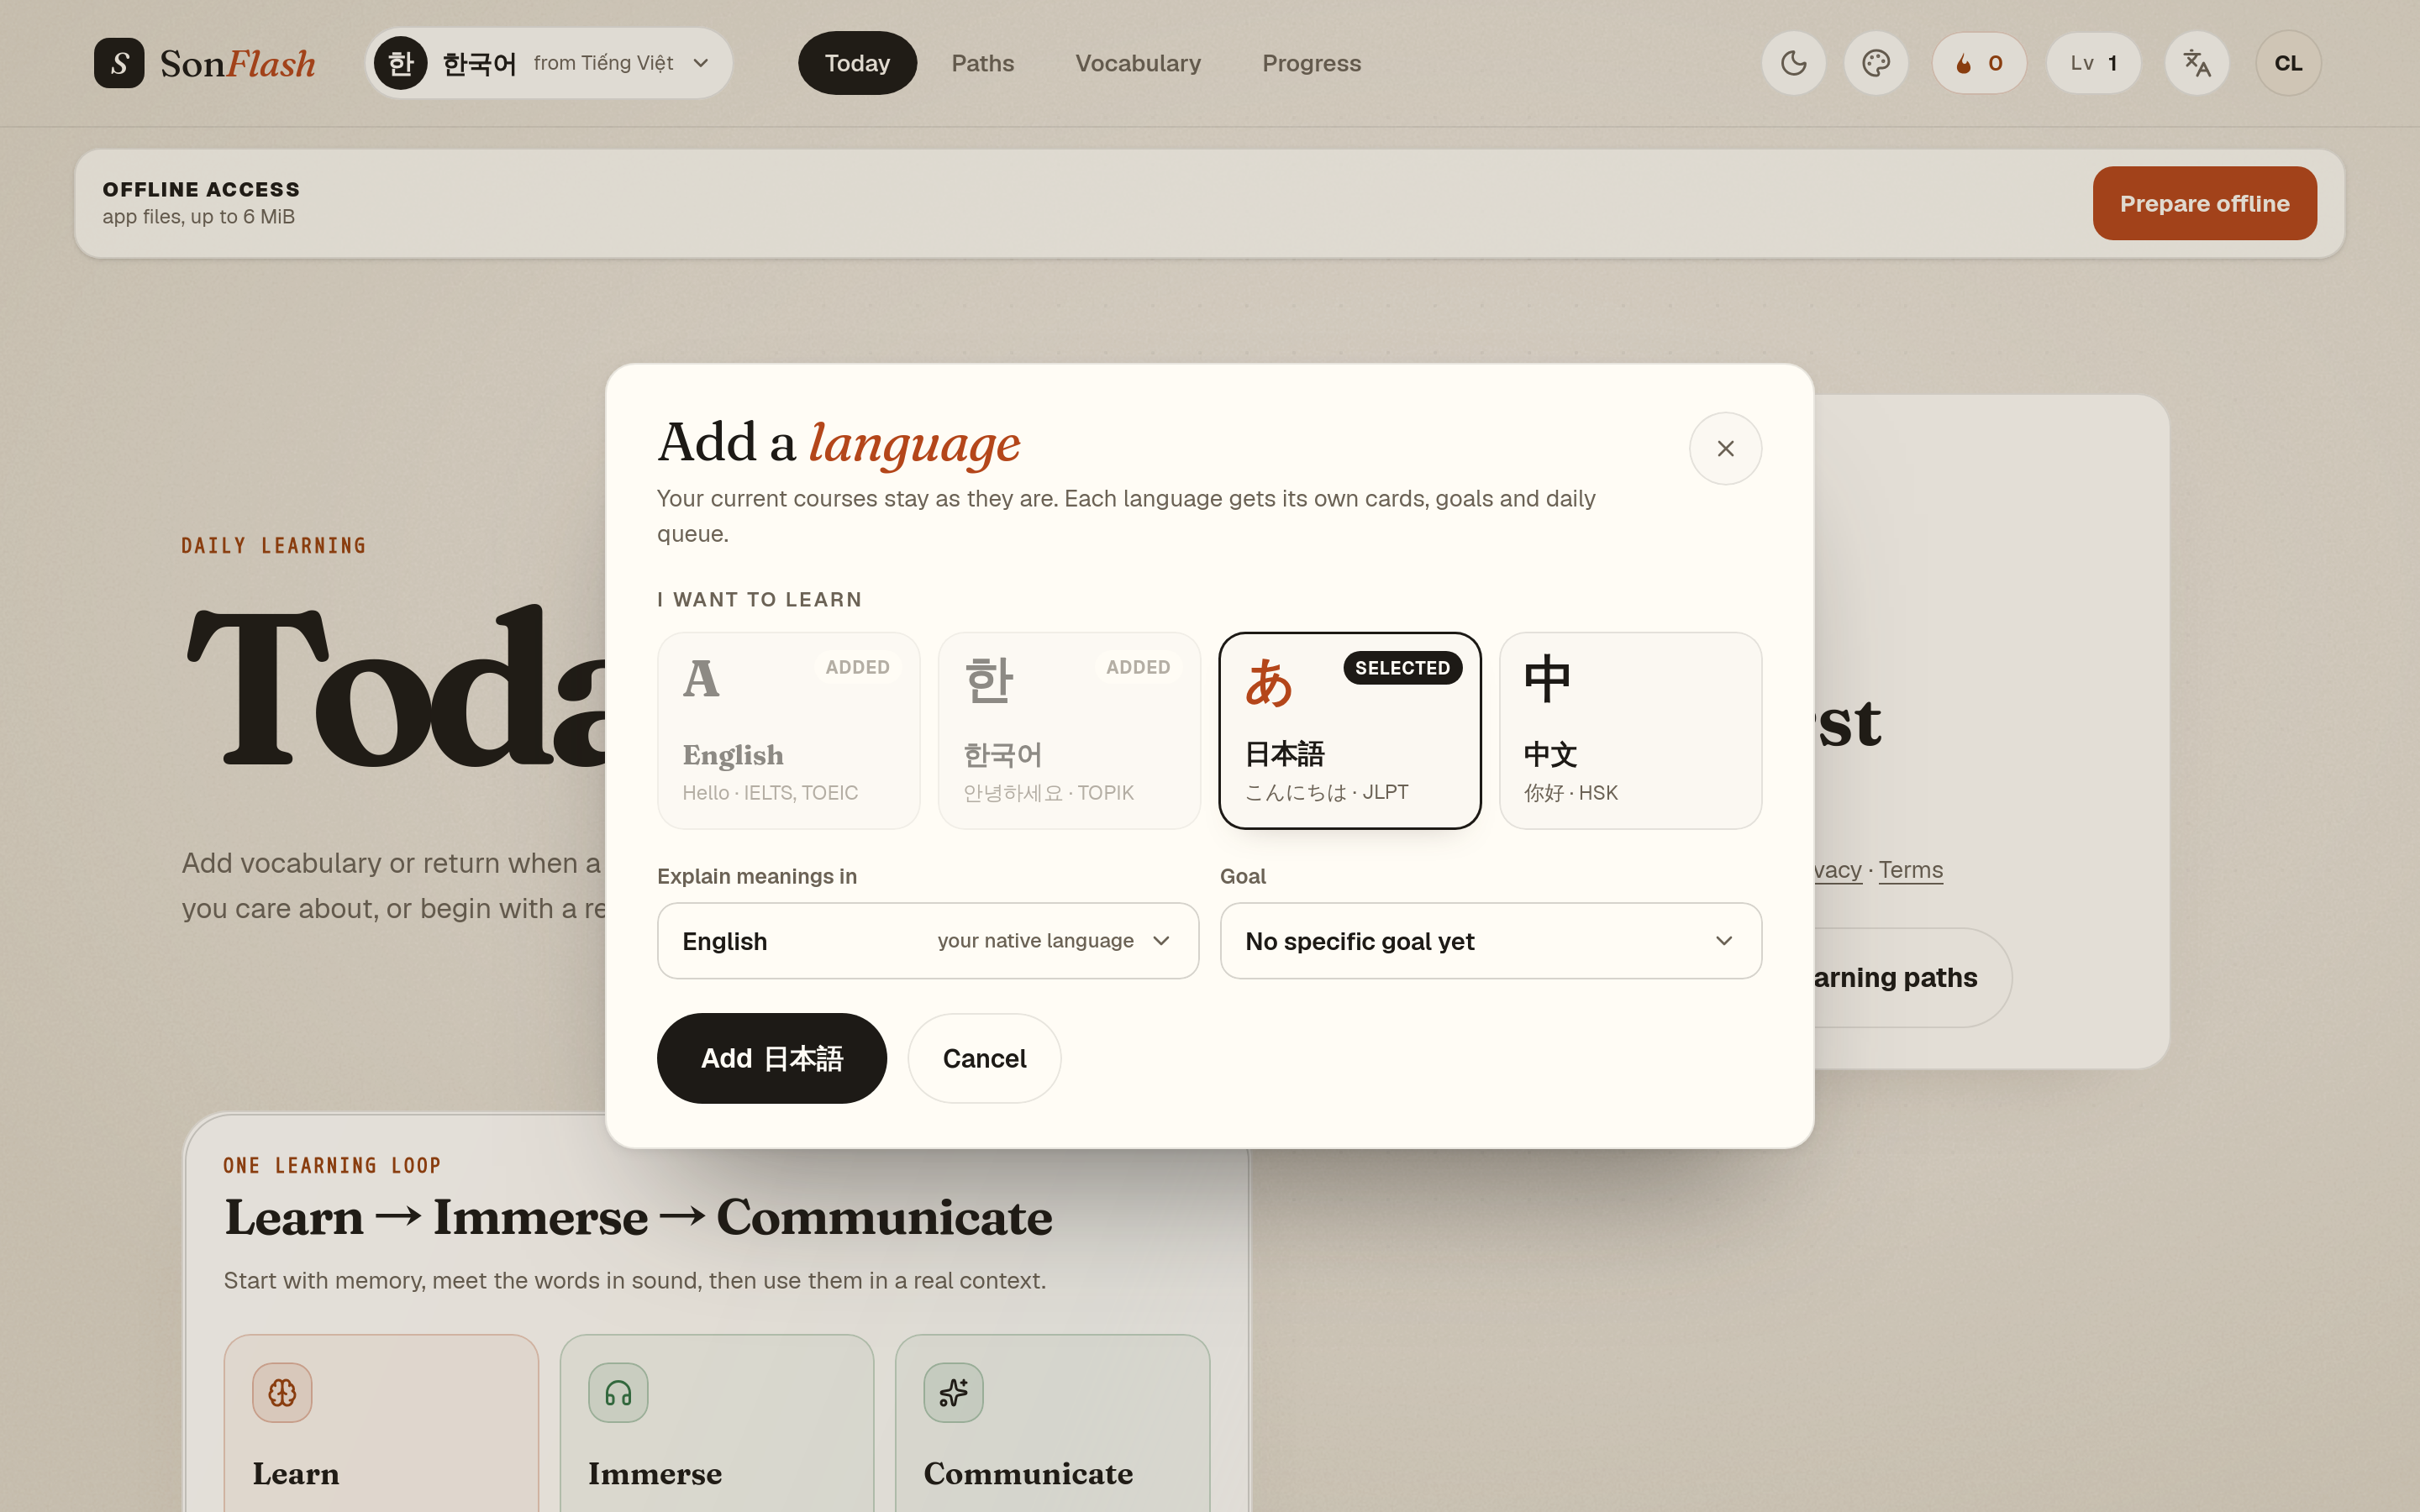 S SonFlash
한 한국어 from Tiếng Việt
Today Paths Vocabulary Progress
0
Lv 1
CL
OFFLINE ACCESS
app files, up to 6 MiB
Prepare offline
DAILY LEARNING
Add vocabulary or return when a
you care about, or begin with a
Add a language
Your current courses stay as they are. Each language gets its own cards, goals and daily
queue.
I WANT TO LEARN
A ADDED
English
Hello · IELTS, TOEIC
한 ADDED
한국어
안녕하세요 · TOPIK
あ SELECTED
日本語
こんにちは · JLPT
中
中文
你好 · HSK
Explain meanings in
English your native language
Goal
No specific goal yet
Add 日本語
Cancel
Terms
paths
ONE LEARNING LOOP
Learn → Immerse → Communicate
Start with memory, meet the words in sound, then use them in a real context.
Learn
Immerse
Communicate